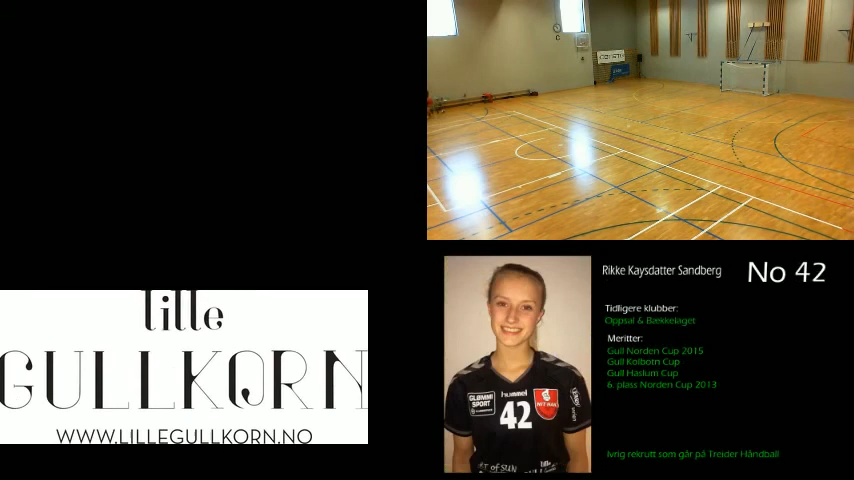 lille
GULLKORN
WWW.LILLEGULLKORN.NO
Rikke Kaysdatter Sandberg
No 42
Tidligere klubber:
Oppsal & Bækkelaget
Meritter:
Gull Norden Cup 2015
Gull Kolbotn Cup
Gull Haslum Cup
6. plass Norden Cup 2013
GLØMMI
SPORT
hummel
42
Ivrig rekrutt som går på Treider Håndball